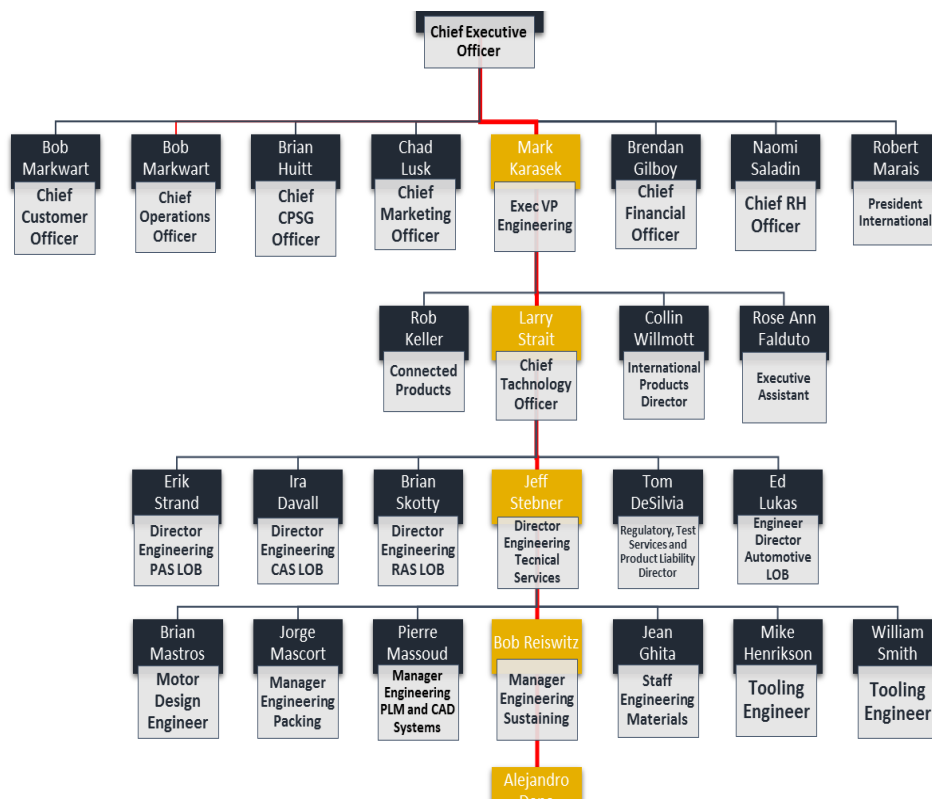 Chief Executive
Officer
Bob
Markwart
Chief
Customer
Officer
Bob
Markwart
Chief
Operations
Officer
Brian
Huitt
Chief
CPSG
Officer
Chad
Lusk
Chief
Marketing
Officer
Mark
Karasek
Exec VP
Engineering
Brendan
Gilboy
Chief
Financial
Officer
Naomi
Saladin
Chief RH
Officer
Robert
Marais
President
International
Rob
Keller
Connected
Products
Larry
Strait
Chief
Tachnology
Officer
Collin
Willmott
International
Products
Director
Rose Ann
Falduto
Executive
Assistant
Erik
Strand
Director
Engineering
PAS LOB
Ira
Davall
Director
Engineering
CAS LOB
Brian
Skotty
Director
Engineering
RAS LOB
Jeff
Stebner
Director
Engineering
Tecnical
Services
Tom
DeSilvia
Regulatory, Test
Services and
Product Liability
Director
Ed
Lukas
Engineer
Director
Automotive
LOB
Brian
Mastros
Motor
Design
Engineer
Jorge
Mascort
Manager
Engineering
Packing
Pierre
Massoud
Manager
Engineering
PLM and CAD
Systems
Bob Reiswitz
Manager
Engineering
Sustaining
Jean
Ghita
Staff
Engineering
Materials
Mike
Henrikson
Tooling
Engineer
William
Smith
Tooling
Engineer
Alejandro